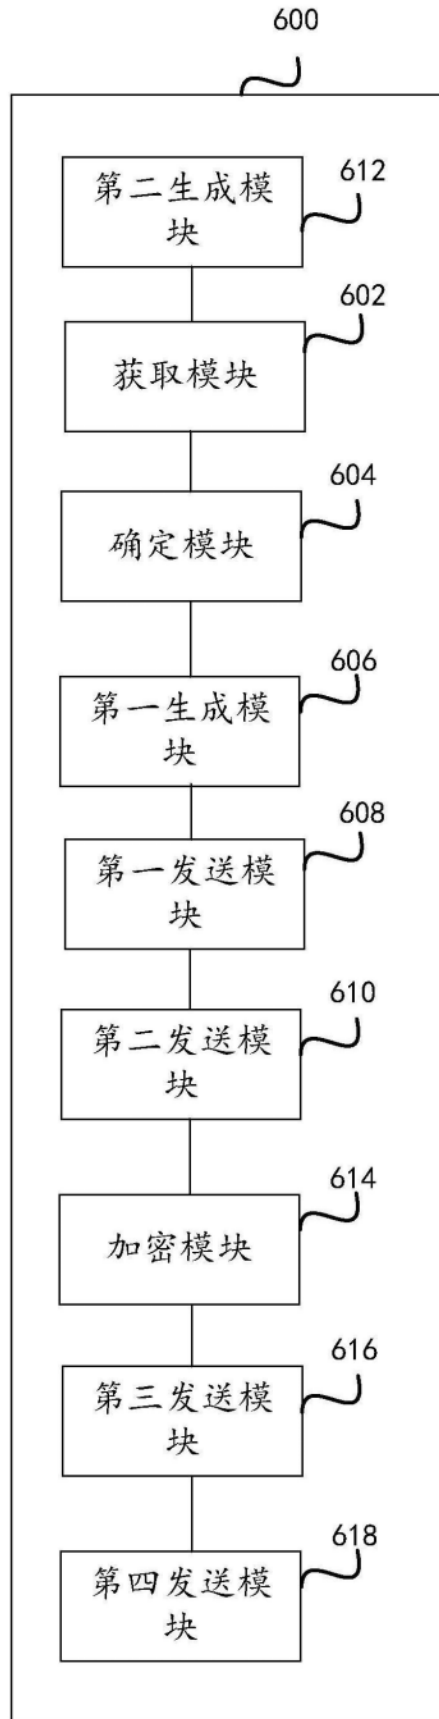 600
第二生成模
块
612
获取模块
602
确定模块
604
第一生成模
块
606
第一发送模
块
608
第二发送模
块
610
加密模块
614
第三发送模
块
616
第四发送模
块
618